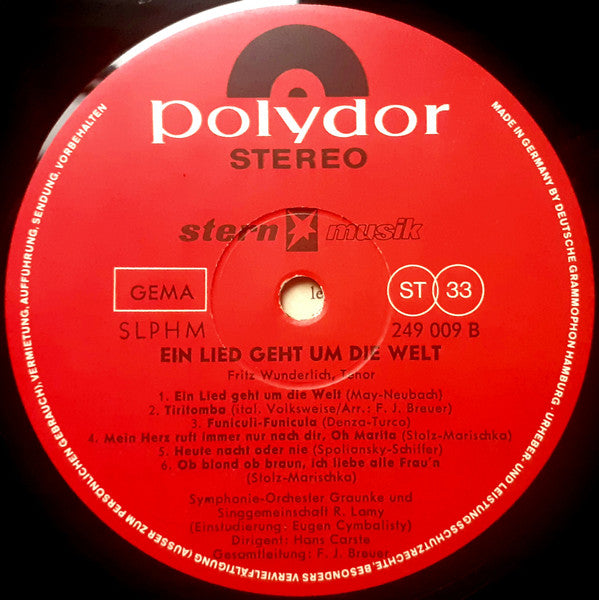 polydor
STEREO
stern musik
GEMA
ST 33
le
SLPHM
249 009 B
EIN LIED GEHT UM DIE WELT
Fritz Wunderlich, Tenor
1. Ein Lied geht um die Welt (May-Neubach)
2. Tiritomba (ital. Volksweise/Arr.: F. J. Breuer)
3. Funiculi-Funicula (Denza-Turco)
4. Mein Herz ruft immer nur nach dir, Oh Marita (Stolz-Marischka)
5. Heute nacht oder nie (Spoliansky-Schiffer)
6. Ob blond ob braun, ich liebe alle Frau'n
(Stolz-Marischka)
Symphonie-Orchester Graunke und
Singgemeinschaft R. Lamy
(Einstudierung: Eugen Cymbalisty)
Dirigent: Hans Carste
Gesamtleitung: F. J. Breuer
MADE IN GERMANY BY DEUTSCHE GRAMMOPHON HAMBURG · URHEBER- UND LEISTUNGSSCHUTZRECHTE, BESONDERS VERVIELFÄLTIGUNG (AUSSER ZUM PERSÖNLICHEN GEBRAUCH), VERMIETUNG, AUFFÜHRUNG, SENDUNG, VORBEHALTEN